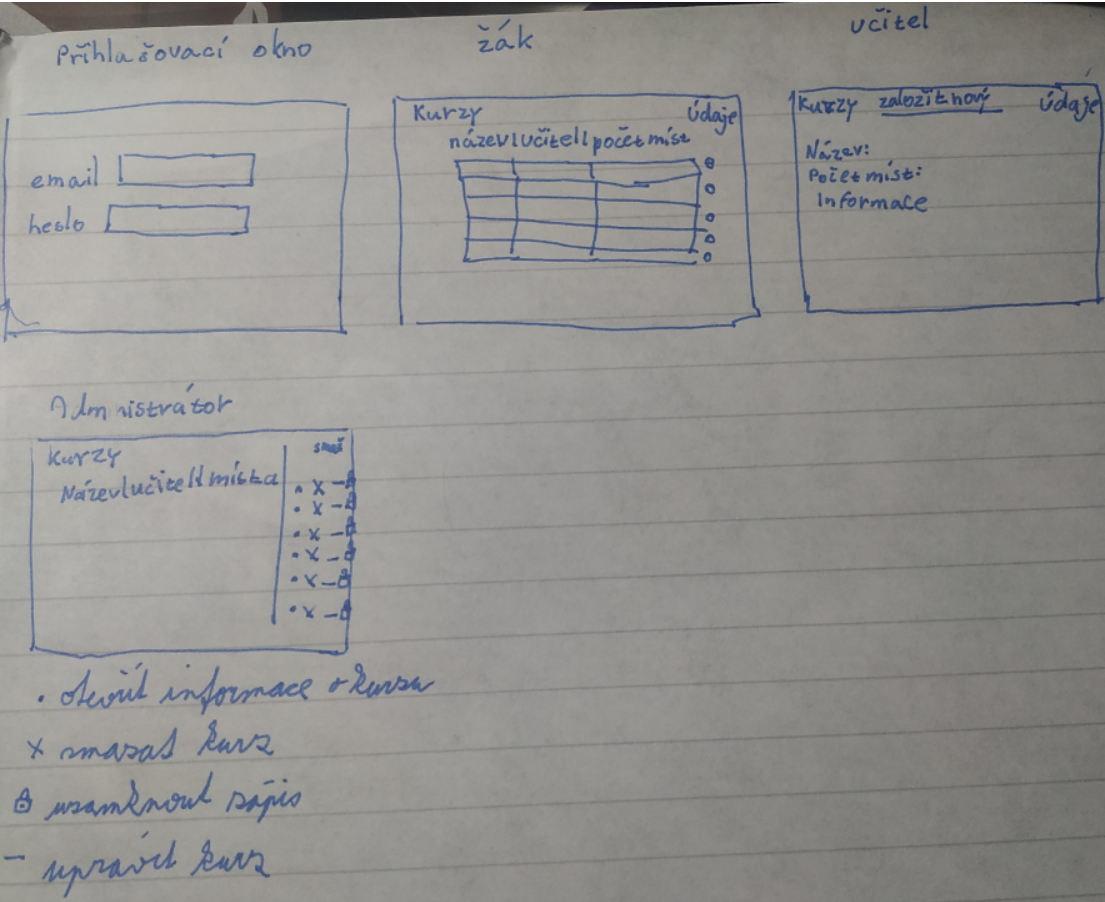 Přihlašovací okno
žák
učitel
email
heslo
Kurzy údaje
název|učitel|počet míst
Kurzy založit nový údaje
Název:
Počet míst:
Informace
Administrátor
Kurzy
Název|učitel|místa
• x –
• x –
• x –
• x –
• x –
• x –
• otevřít informace o kurzu
x smazat kurz
uzamknout zápis
– upravit kurz